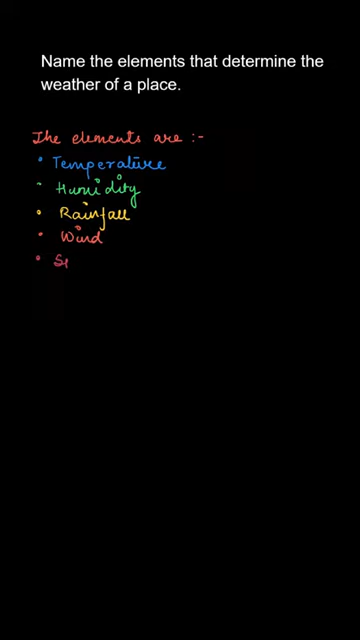 Name the elements that determine the
weather of a place.
The elements are :-
• Temperature
• Humidity
• Rainfall
• Wind
•